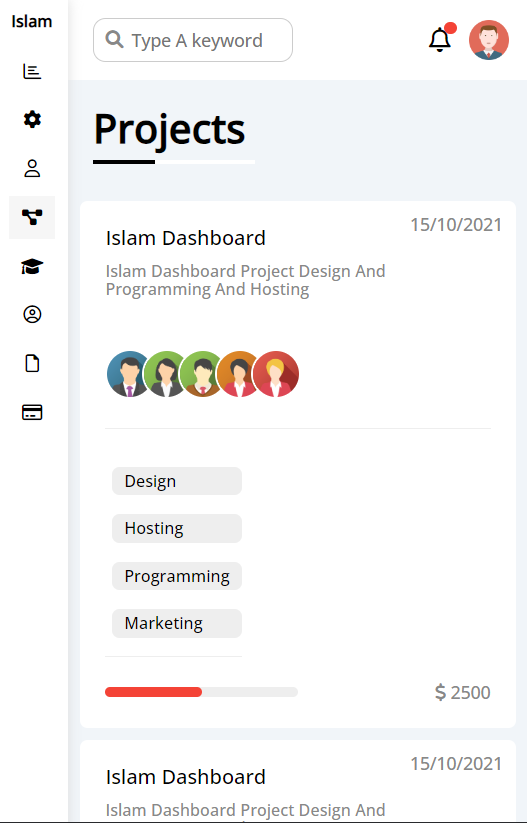 Islam
Type A keyword
Projects
15/10/2021
Islam Dashboard
Islam Dashboard Project Design And
Programming And Hosting
Design
Hosting
Programming
Marketing
$ 2500
15/10/2021
Islam Dashboard
Islam Dashboard Project Design And